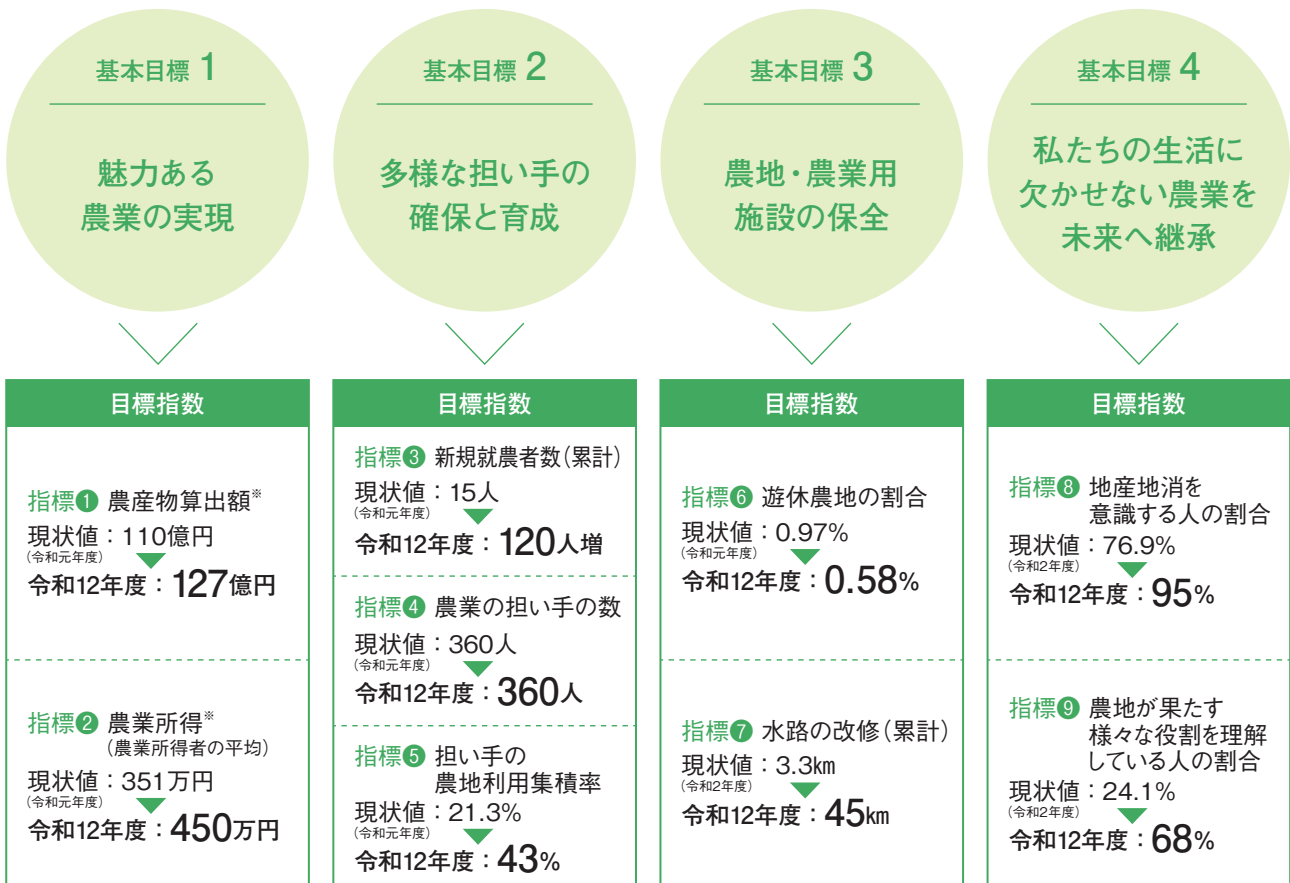 基本目標 1
魅力ある
農業の実現
目標指数
指標❶ 農産物算出額※
現状値：110億円
(令和元年度)
令和12年度：127億円
指標❷ 農業所得※
(農業所得者の平均)
現状値：351万円
(令和元年度)
令和12年度：450万円
基本目標 2
多様な担い手の
確保と育成
目標指数
指標❸ 新規就農者数(累計)
現状値：15人
(令和元年度)
令和12年度：120人増
指標❹ 農業の担い手の数
現状値：360人
(令和元年度)
令和12年度：360人
指標❺ 担い手の
農地利用集積率
現状値：21.3%
(令和元年度)
令和12年度：43%
基本目標 3
農地・農業用
施設の保全
目標指数
指標❻ 遊休農地の割合
現状値：0.97%
(令和元年度)
令和12年度：0.58%
指標❼ 水路の改修(累計)
現状値：3.3km
(令和2年度)
令和12年度：45km
基本目標 4
私たちの生活に
欠かせない農業を
未来へ継承
目標指数
指標❽ 地産地消を
意識する人の割合
現状値：76.9%
(令和2年度)
令和12年度：95%
指標❾ 農地が果たす
様々な役割を理解
している人の割合
現状値：24.1%
(令和2年度)
令和12年度：68%